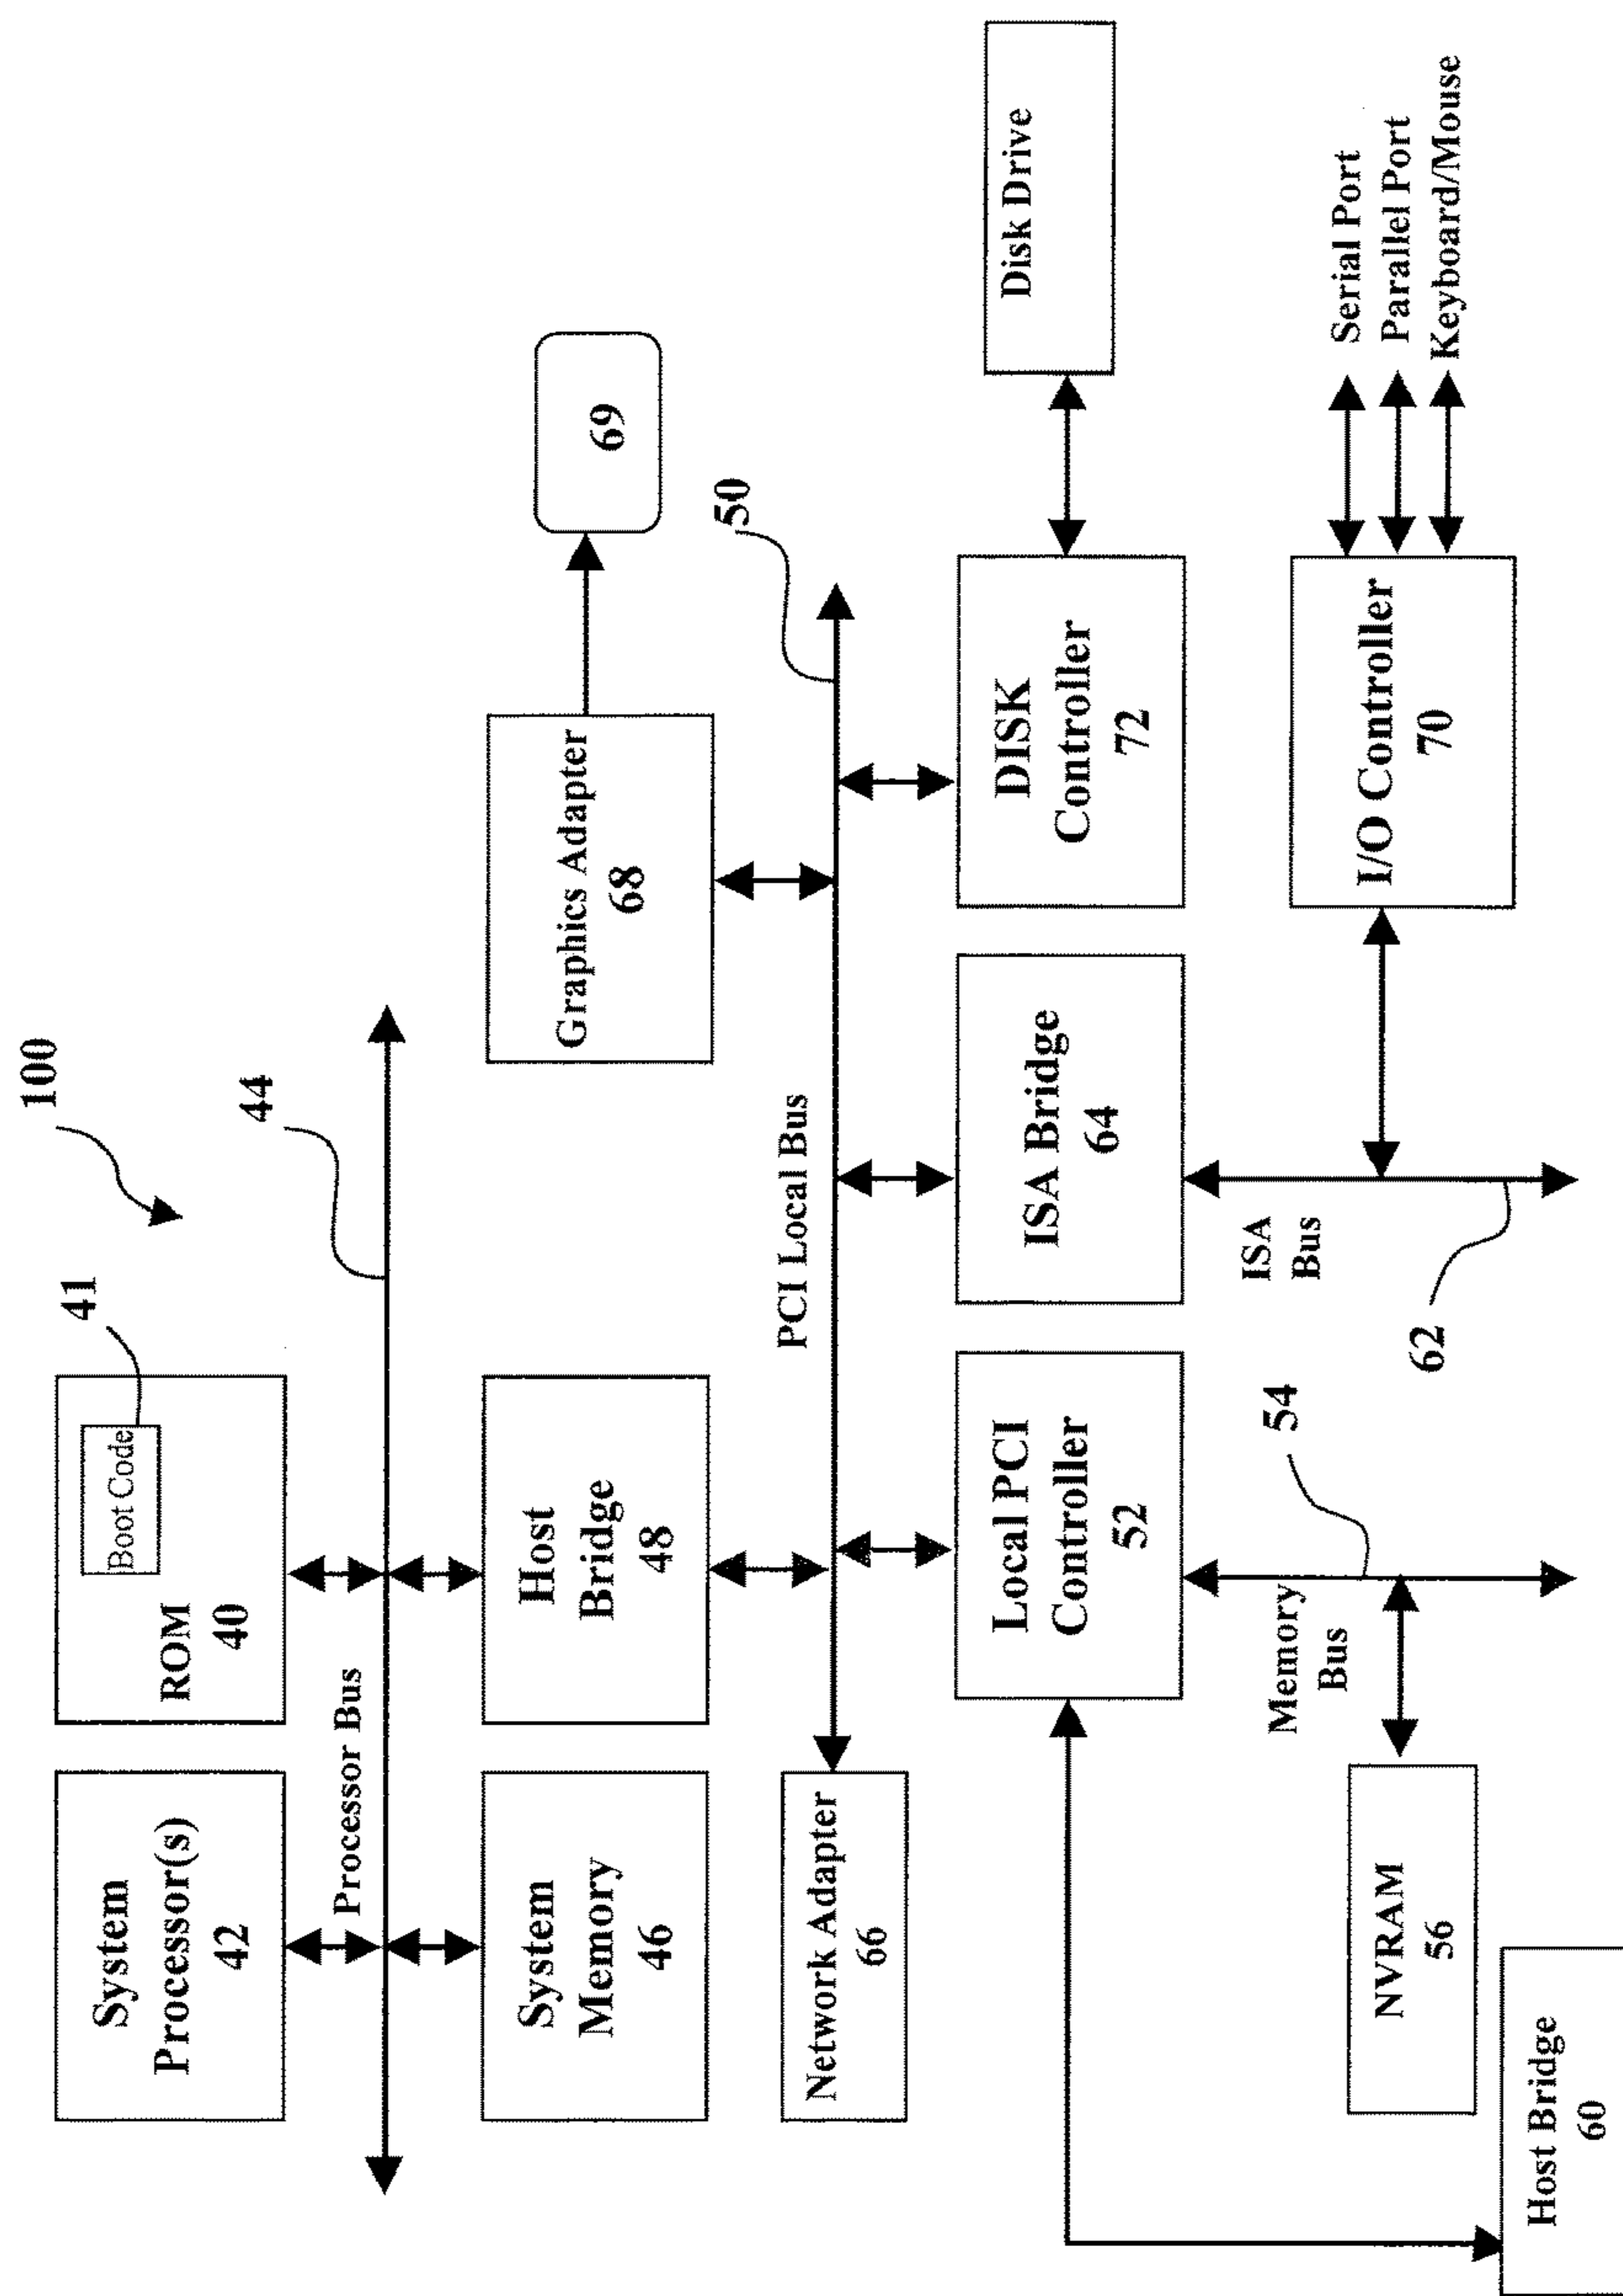 100
System
Processor(s)
42
ROM
40
Boot Code
41
44
Processor Bus
System
Memory
46
Host
Bridge
48
Graphics Adapter
68
69
50
Network Adapter
66
PCI Local Bus
Local PCI
Controller
52
ISA Bridge
64
DISK
Controller
72
Disk Drive
Memory
Bus
54
ISA
Bus
62
I/O Controller
70
Serial Port
Parallel Port
Keyboard/Mouse
NVRAM
56
Host Bridge
60